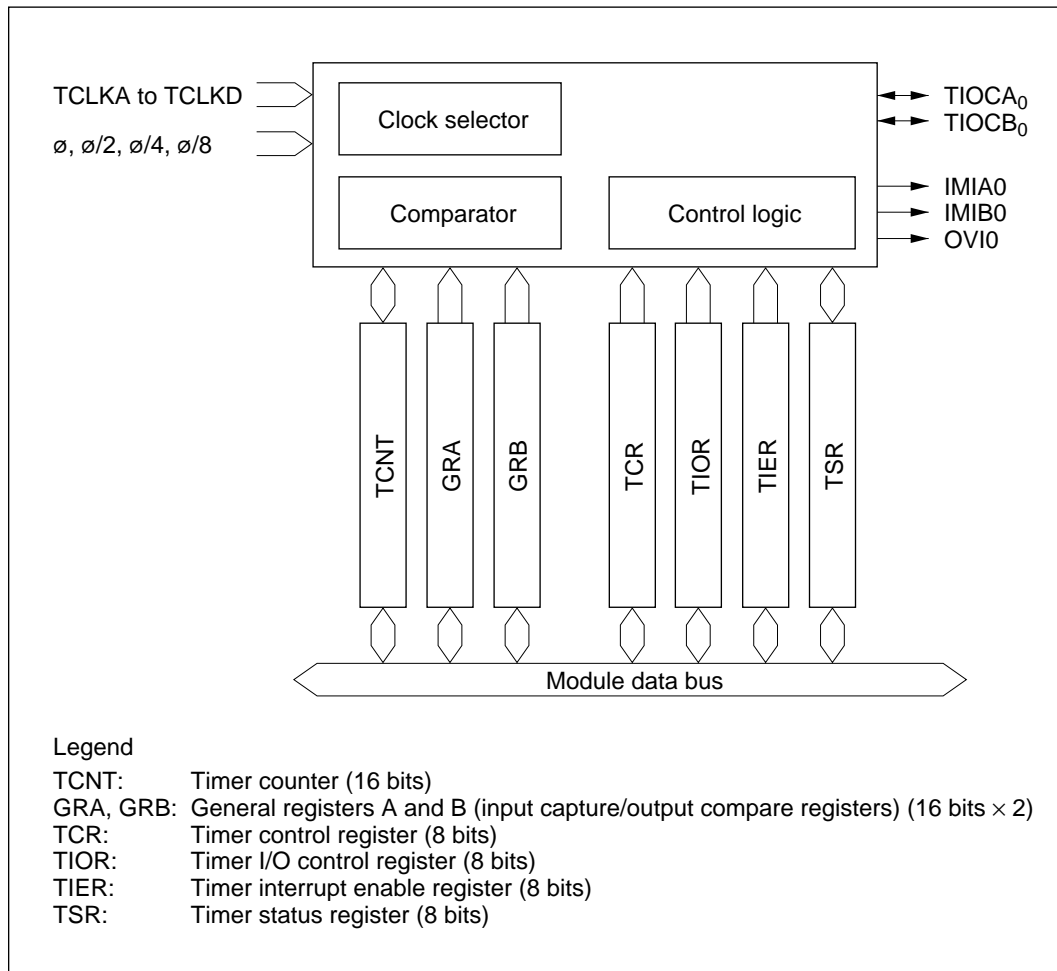 TCLKA to TCLKD
ø, ø/2, ø/4, ø/8
Clock selector
Comparator
Control logic
TIOCA0
TIOCB0
IMIA0
IMIB0
OVI0
TCNT
GRA
GRB
TCR
TIOR
TIER
TSR
Module data bus
Legend
TCNT: Timer counter (16 bits)
GRA, GRB: General registers A and B (input capture/output compare registers) (16 bits × 2)
TCR: Timer control register (8 bits)
TIOR: Timer I/O control register (8 bits)
TIER: Timer interrupt enable register (8 bits)
TSR: Timer status register (8 bits)